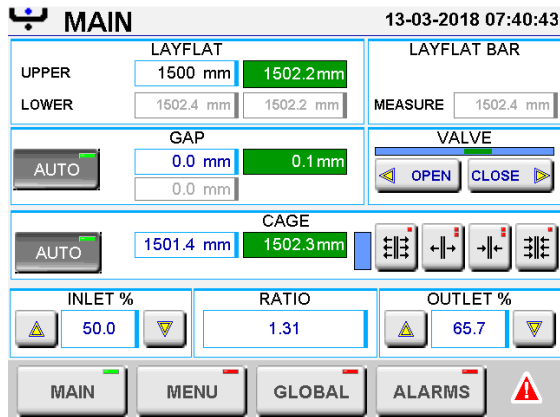 MAIN 13-03-2018 07:40:43
LAYFLAT
UPPER 1500 mm 1502.2mm
LOWER 1502.4 mm 1502.2 mm
LAYFLAT BAR
MEASURE 1502.4 mm
GAP
AUTO 0.0 mm 0.1mm
0.0 mm
VALVE
OPEN CLOSE
CAGE
AUTO 1501.4 mm 1502.3mm
INLET % RATIO OUTLET %
50.0 1.31 65.7
MAIN MENU GLOBAL ALARMS